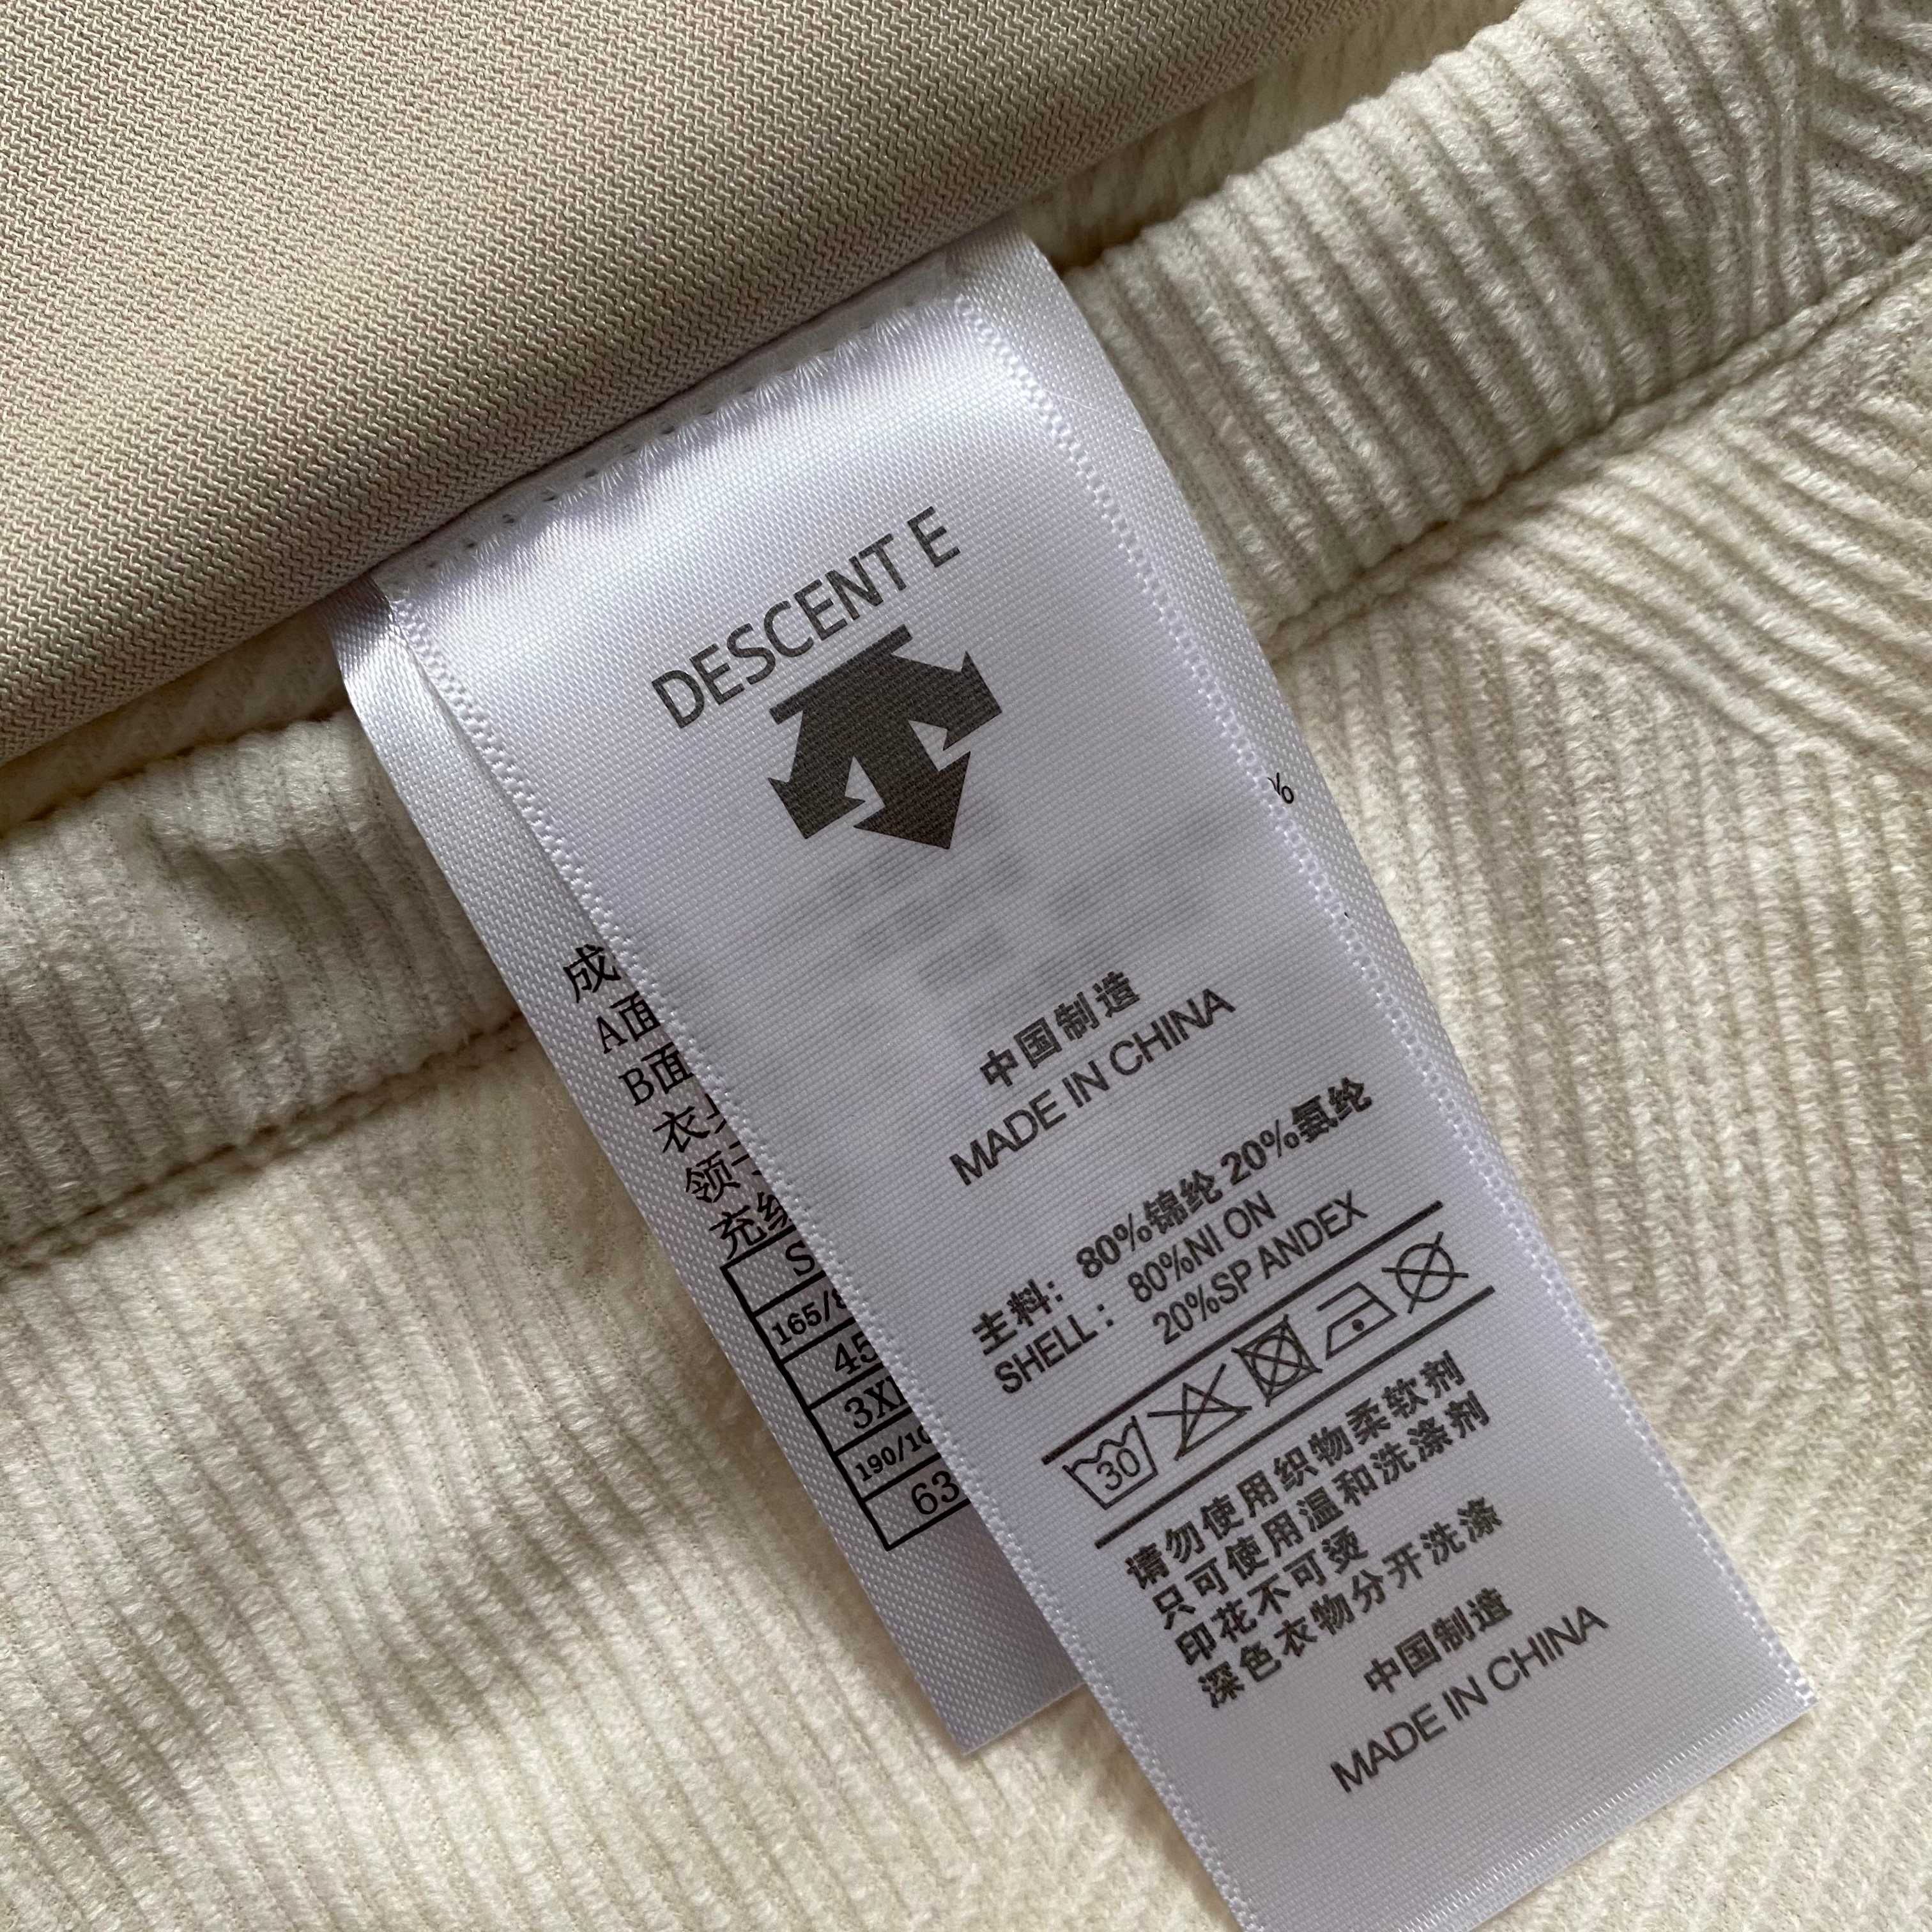 DESCENT E
中国制造
MADE IN CHINA
主料：80%锦纶 20%氨纶
SHELL： 80%NI ON
20%SP ANDEX
30
请勿使用织物柔软剂
只可使用温和洗涤剂
印花不可烫
深色衣物分开洗涤
中国制造
MADE IN CHINA
%
成
A面
B面
衣
领
充
S
165/8
45
3X
190/10
63